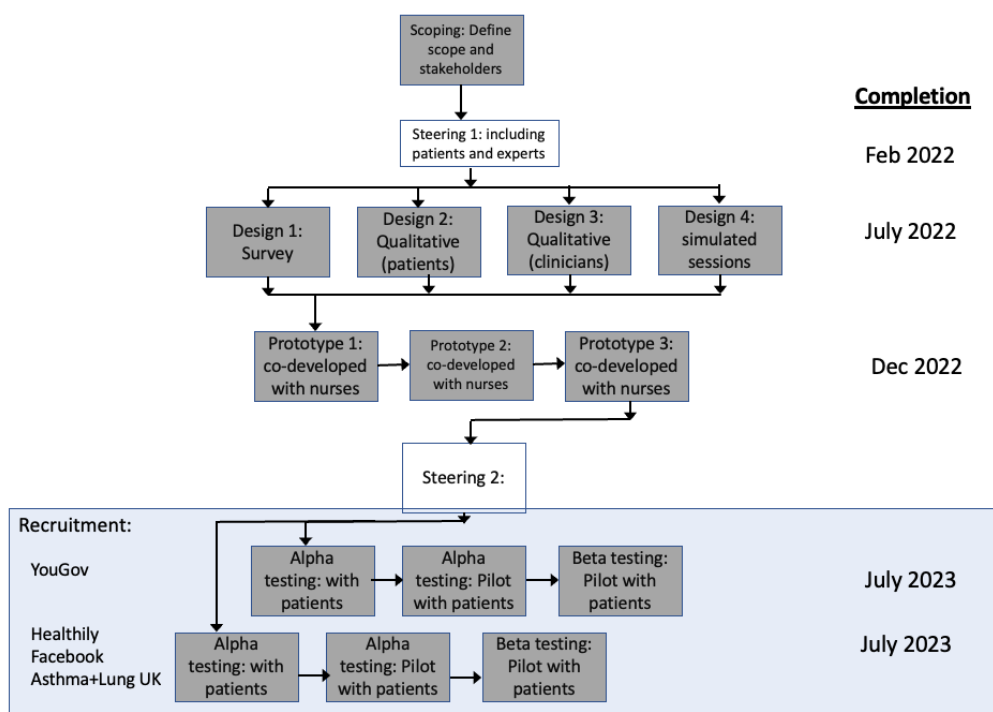 Scoping: Define
scope and
stakeholders
Completion
Steering 1: including
patients and experts
Feb 2022
Design 1:
Survey
Design 2:
Qualitative
(patients)
Design 3:
Qualitative
(clinicians)
Design 4:
simulated
sessions
July 2022
Prototype 1:
co-developed
with nurses
Prototype 2:
co-developed
with nurses
Prototype 3:
co-developed
with nurses
Dec 2022
Steering 2:
Recruitment:
YouGov
Alpha
testing: with
patients
Alpha
testing: Pilot
with patients
Beta testing:
Pilot with
patients
July 2023
Healthily
Facebook
Asthma+Lung UK
Alpha
testing: with
patients
Alpha
testing: Pilot
with patients
Beta testing:
Pilot with
patients
July 2023